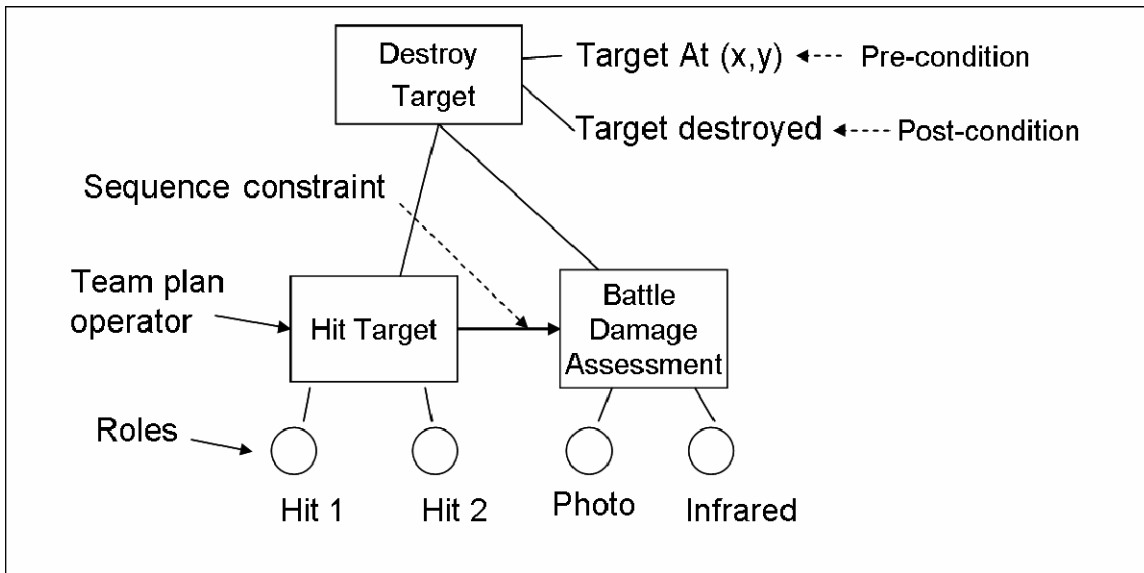 Destroy
Target
Target At (x,y)
Pre-condition
Target destroyed
Post-condition
Sequence constraint
Team plan
operator
Hit Target
Battle
Damage
Assessment
Roles
Hit 1
Hit 2
Photo
Infrared